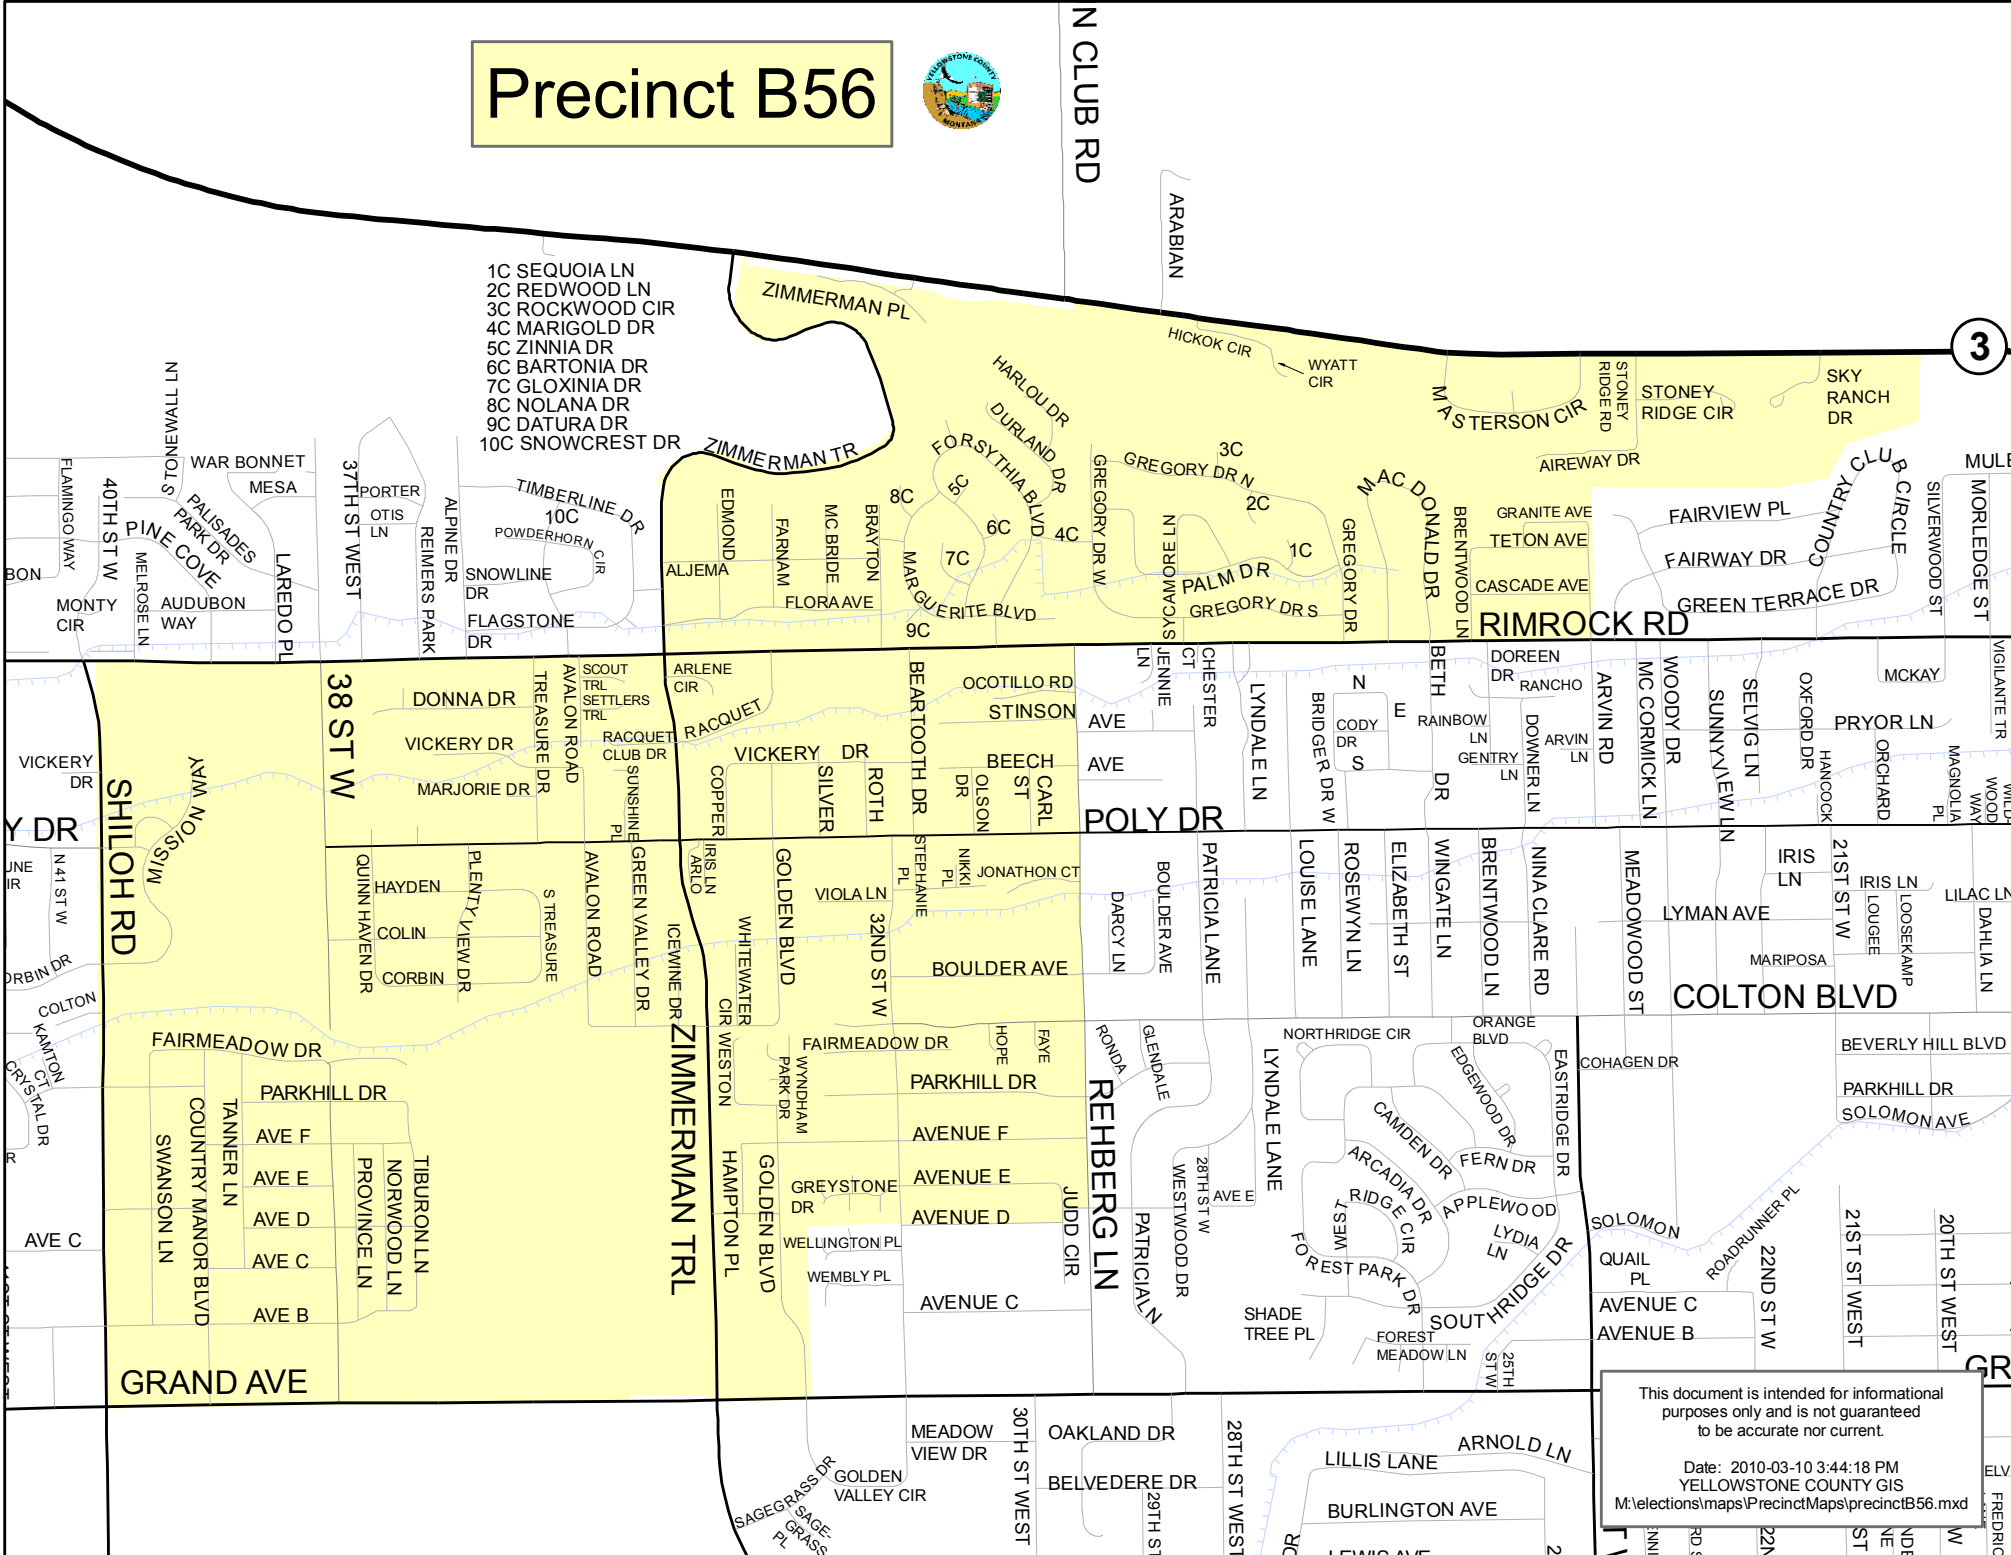 Precinct B56
YELLOWSTONE COUNTY
MONTANA
N CLUB RD
ARABIAN
1C SEQUOIA LN
2C REDWOOD LN
3C ROCKWOOD CIR
4C MARIGOLD DR
5C ZINNIA DR
6C BARTONIA DR
7C GLOXINIA DR
8C NOLANA DR
9C DATURA DR
10C SNOWCREST DR
ZIMMERMAN PL
ZIMMERMAN TR
HICKOK CIR
WYATT
CIR
3
HARLOU DR
DURLAND DR
FORSYTHIA BLVD
MASTERSON CIR
STONEY
RIDGE RD
STONEY
RIDGE CIR
SKY
RANCH
DR
AIREWAY DR
3C
GREGORY DR N
2C
1C
MAC DONALD DR
COUNTRY CLUB CIRCLE
MULE
STONEWALL LN
S
WAR BONNET
MESA
FLAMINGO WAY
40TH ST W
PALISADES
PARK DR
PINE COVE
37TH ST WEST
PORTER
OTIS
LN
ALPINE DR
REIMERS PARK
TIMBERLINE DR
10C
POWDERHORN CIR
SNOWLINE
DR
FLAGSTONE
DR
BON
MONTY
CIR
MELROSE LN
AUDUBON
WAY
LAREDO PL
EDMOND
FARNAM
MC BRIDE
BRAYTON
ALJEMA
FLORA AVE
8C
5C
6C
7C
4C
9C
MARGUERITE BLVD
GREGORY DR W
SYCAMORE LN
PALM DR
GREGORY DR S
GREGORY DR
BRENTWOOD LN
GRANITE AVE
TETON AVE
CASCADE AVE
RIMROCK RD
FAIRVIEW PL
FAIRWAY DR
GREEN TERRACE DR
SILVERWOOD ST
MORLEDGE ST
38 ST W
DONNA DR
VICKERY DR
MARJORIE DR
TREASURE DR
AVALON ROAD
SCOUT
TRL
SETTLERS
TRL
RACQUET
CLUB DR
SUNSHINE
PL
ARLENE
CIR
RACQUET
VICKERY DR
COPPER
SILVER
ROTH
BEARTOOTH DR
OCOTILLO RD
STINSON
AVE
BEECH
AVE
OLSON
DR
CARL
ST
JENNIE
LN
CHESTER
CT
LYNDALE LN
BRIDGER DR W
N
CODY
DR
E
S
BETH
DR
RAINBOW
LN
GENTRY
LN
DOREEN
DR
RANCHO
DOWNER LN
ARVIN
LN
ARVIN RD
MC CORMICK LN
WOODY DR
SUNNYVIEW LN
SELVIG LN
OXFORD DR
HANCOCK
MCKAY
PRYOR LN
ORCHARD
MAGNOLIA
PL
WILD-
WOOD
WAY
VIGILANTE TR
VICKERY
DR
Y DR
SHILOH RD
MISSION WAY
POLY DR
N 41 ST W
UNE
IR
ORBIN DR
COLTON
KAMTON
CT
CRYSTAL DR
R
QUINN HAVEN DR
HAYDEN
COLIN
CORBIN
PLENTY VIEW DR
S TREASURE
AVALON ROAD
GREEN VALLEY DR
ICEWINE DR
IRIS LN
ARLO
GOLDEN BLVD
WHITEWATER
CIR
WESTON
VIOLA LN
32ND ST W
STEPHANIE
PL
NIKKI
PL
JONATHON CT
BOULDER AVE
DARCY LN
BOULDER AVE
PATRICIA LANE
LOUISE LANE
ROSEWYN LN
ELIZABETH ST
WINGATE LN
BRENTWOOD LN
NINA CLARE RD
MEADOWOOD ST
LYMAN AVE
IRIS
LN
21ST ST W
IRIS LN
LOUGEE
LOOSEKAMP
LILAC LN
DAHLIA LN
MARIPOSA
COLTON BLVD
FAIRMEADOW DR
PARKHILL DR
AVE F
AVE E
AVE D
AVE C
AVE B
SWANSON LN
COUNTRY MANOR BLVD
TANNER LN
PROVINCE LN
NORWOOD LN
TIBURON LN
ZIMMERMAN TRL
HAMPTON PL
GOLDEN BLVD
WYNDHAM
PARK DR
FAIRMEADOW DR
HOPE
FAYE
PARKHILL DR
AVENUE F
AVENUE E
AVENUE D
GREYSTONE
DR
WELLINGTON PL
WEMBLY PL
AVENUE C
JUDD CIR
REHBERG LN
RONDA
GLENDALE
PATRICIA LN
WESTWOOD DR
28TH ST W
AVE E
LYNDALE LANE
NORTHRIDGE CIR
ORANGE
BLVD
EDGEWOOD DR
EASTRIDGE DR
CAMDEN DR
ARCADIA DR
FERN DR
APPLEWOOD
WEST
RIDGE CIR
LYDIA
LN
FOREST PARK DR
SOUTHRIDGE DR
SHADE
TREE PL
FOREST
MEADOW LN
25TH
ST W
COHAGEN DR
BEVERLY HILL BLVD
PARKHILL DR
SOLOMON AVE
SOLOMON
ROADRUNNER PL
QUAIL
PL
AVENUE C
AVENUE B
22ND ST W
21ST ST WEST
20TH ST WEST
AVE C
GRAND AVE
GR
MEADOW
VIEW DR
GOLDEN
VALLEY CIR
SAGEGRASS DR
SAGE-
GRASS
PL
30TH ST WEST
OAKLAND DR
BELVEDERE DR
29TH ST
28TH ST WEST
LILLIS LANE
ARNOLD LN
BURLINGTON AVE
LEWIS AVE
DR
This document is intended for informational
purposes only and is not guaranteed
to be accurate nor current.
Date: 2010-03-10 3:44:18 PM
YELLOWSTONE COUNTY GIS
M:\elections\maps\PrecinctMaps\precinctB56.mxd
ELV
FREDRIC